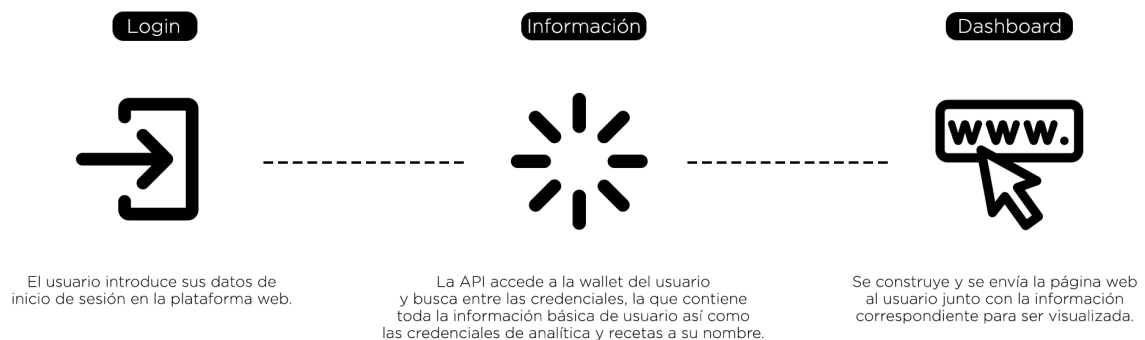 Login
Información
Dashboard
www.
El usuario introduce sus datos de
inicio de sesión en la plataforma web.
La API accede a la wallet del usuario
y busca entre las credenciales, la que contiene
toda la información básica de usuario así como
las credenciales de analítica y recetas a su nombre.
Se construye y se envía la página web
al usuario junto con la información
correspondiente para ser visualizada.